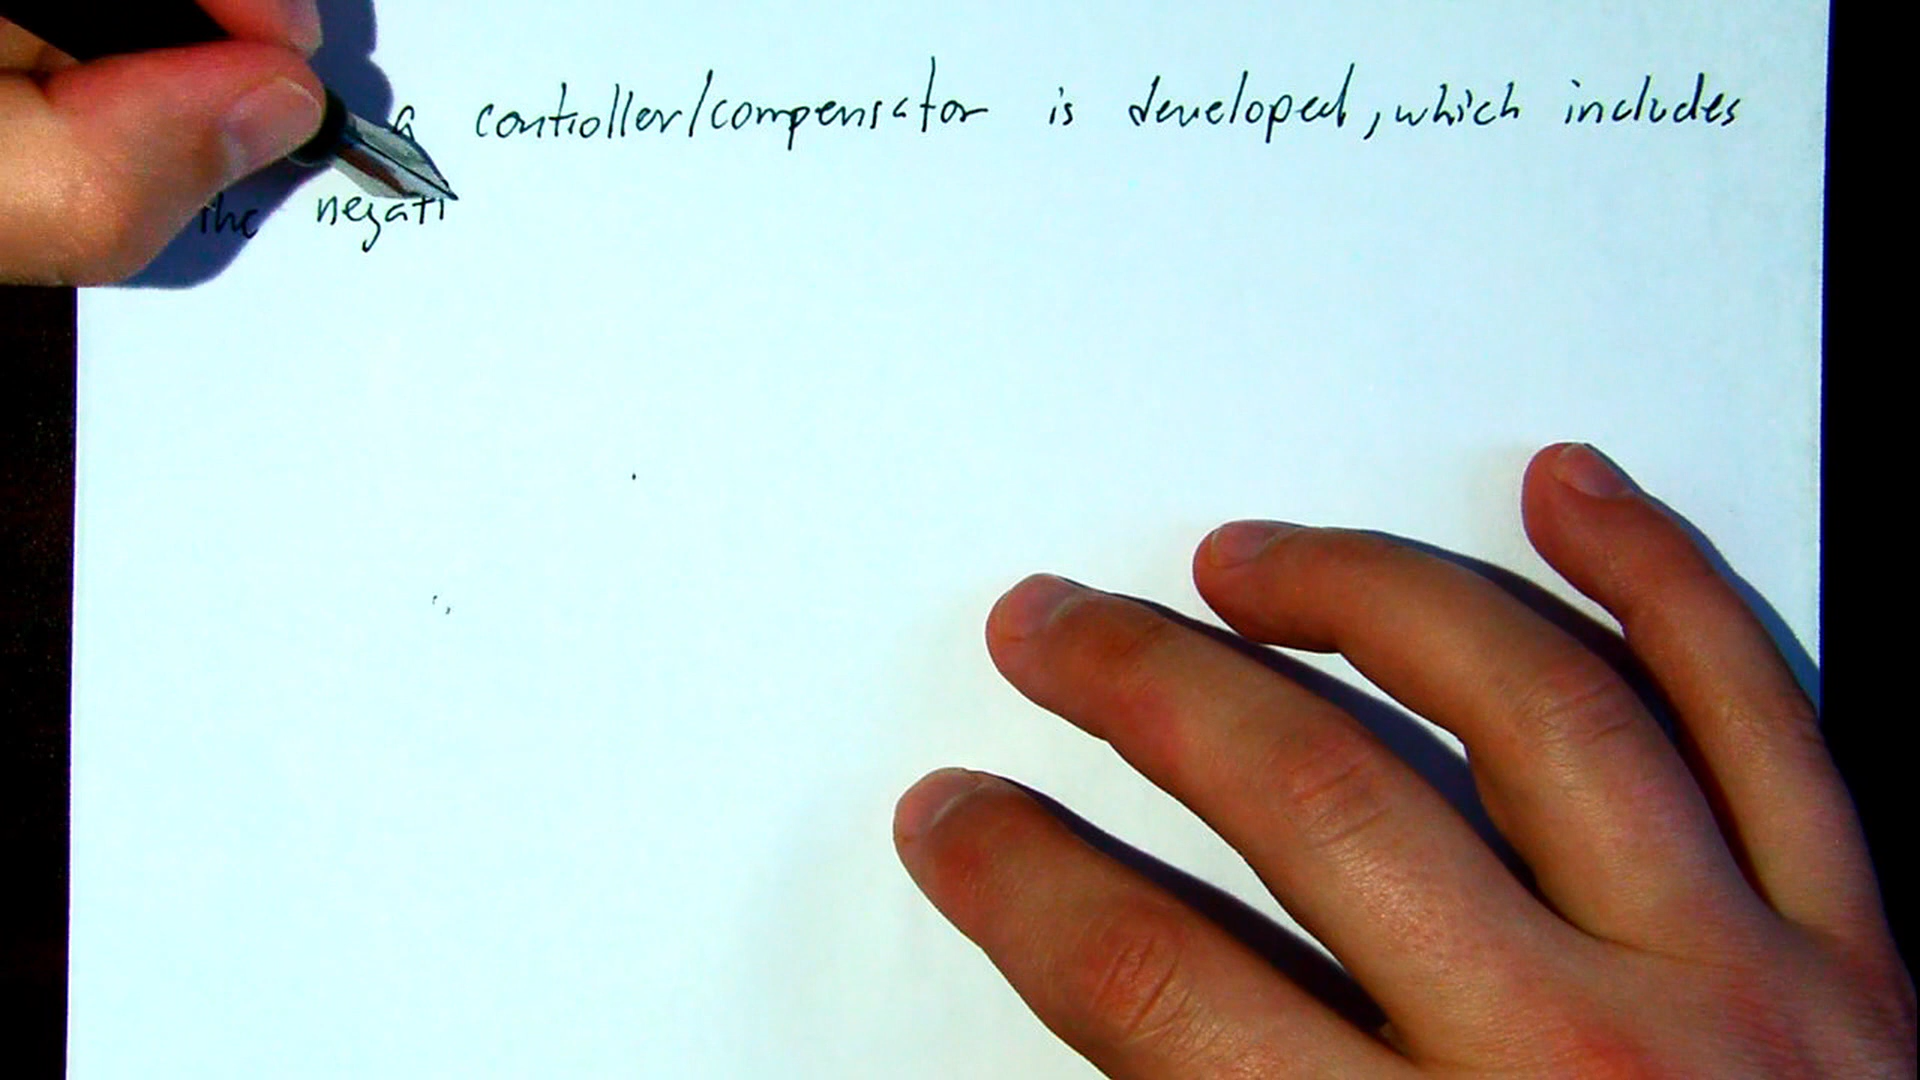 a controller/compensator is developed, which includes
the negati